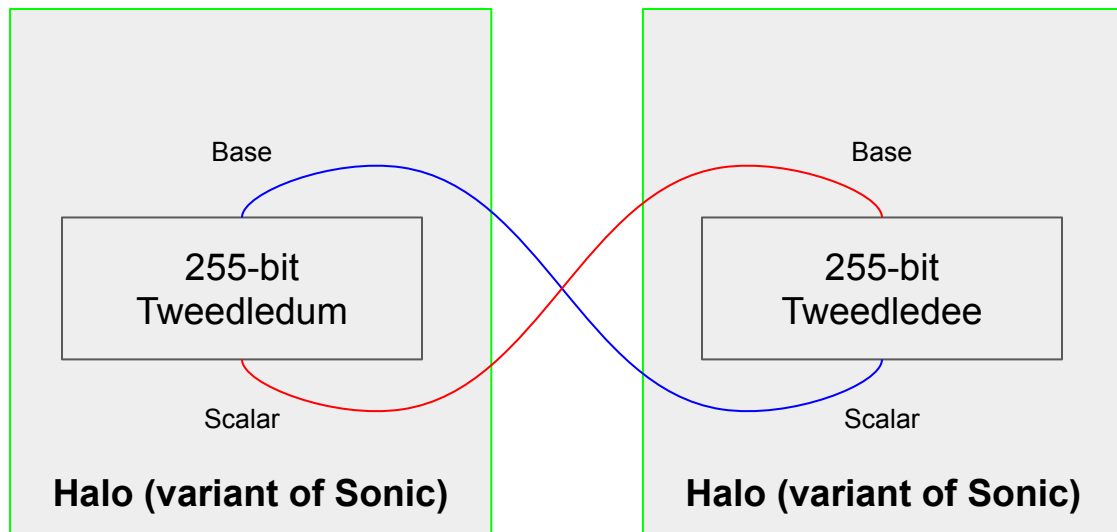 Base
Base
255-bit
Tweedledum
255-bit
Tweedledee
Scalar
Scalar
Halo (variant of Sonic)
Halo (variant of Sonic)